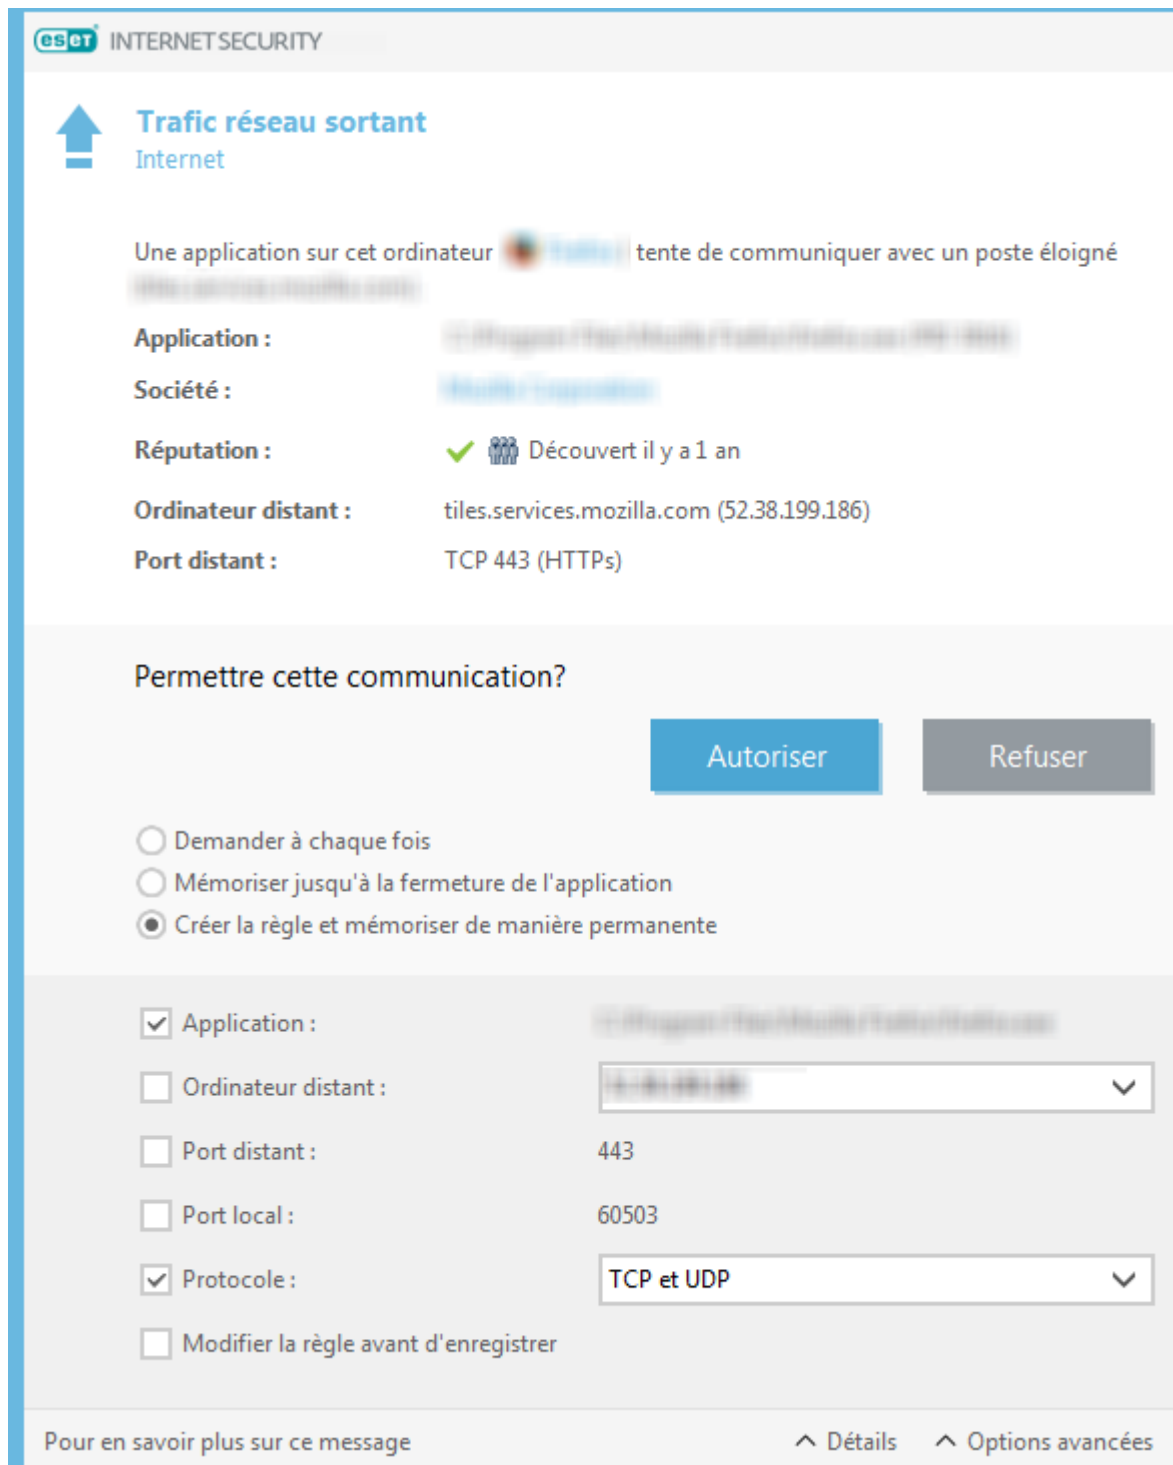 eseT INTERNET SECURITY
Trafic réseau sortant
Internet
Une application sur cet ordinateur tente de communiquer avec un poste éloigné
Application :
Société :
Réputation : Découvert il y a 1 an
Ordinateur distant : tiles.services.mozilla.com (52.38.199.186)
Port distant : TCP 443 (HTTPs)
Permettre cette communication?
Autoriser Refuser
Demander à chaque fois
Mémoriser jusqu'à la fermeture de l'application
Créer la règle et mémoriser de manière permanente
Application :
Ordinateur distant :
Port distant : 443
Port local : 60503
Protocole : TCP et UDP
Modifier la règle avant d'enregistrer
Pour en savoir plus sur ce message Détails Options avancées